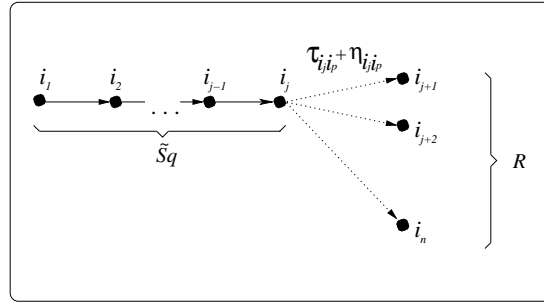 τ_{i_j i_p} + η_{i_j i_p}
i_1 i_2 i_{j−1} i_j i_{j+1}
. . .
i_{j+2}
S̃q
R
i_n